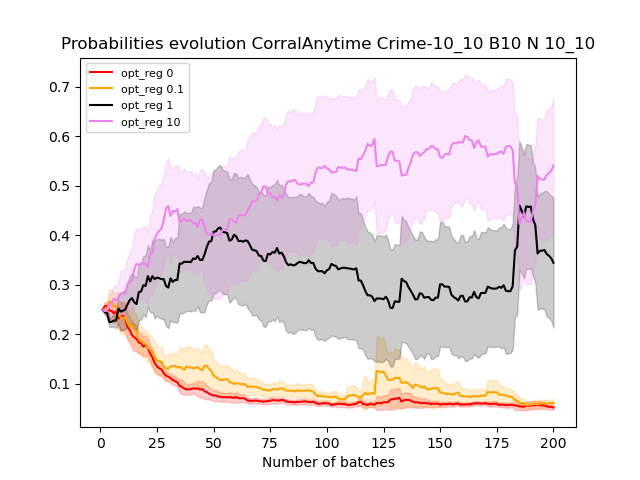 Probabilities evolution CorralAnytime Crime-10_10 B10 N 10_10
opt_reg 0
opt_reg 0.1
opt_reg 1
opt_reg 10
0.7
0.6
0.5
0.4
0.3
0.2
0.1
0 25 50 75 100 125 150 175 200
Number of batches